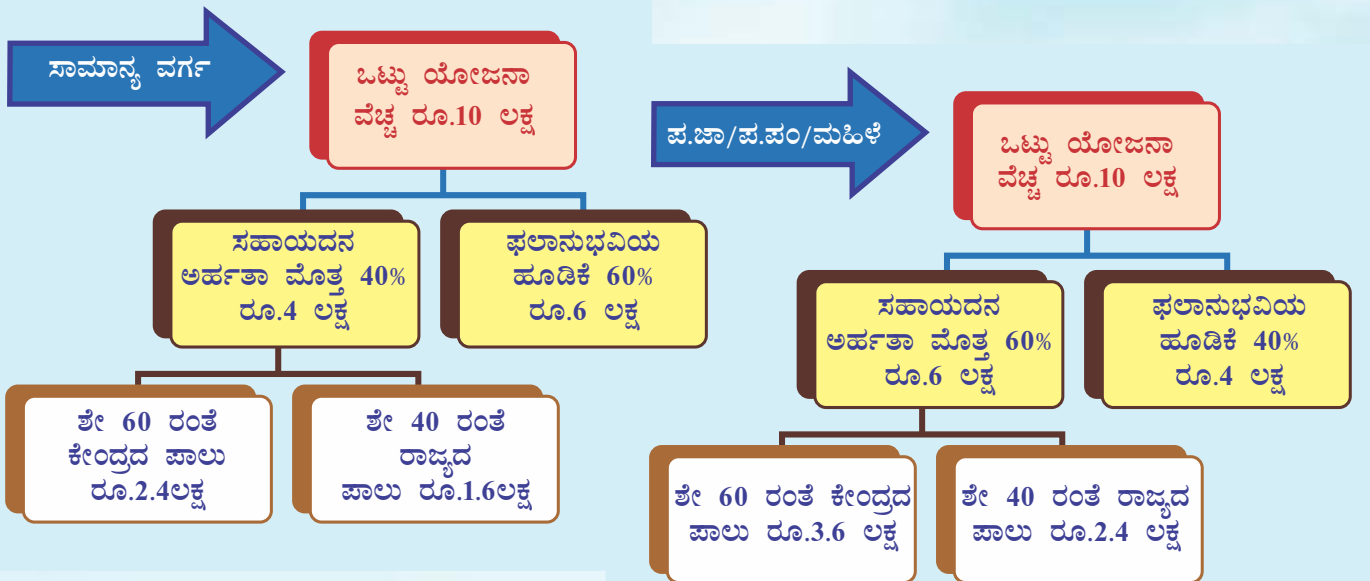 ಸಾಮಾನ್ಯ ವರ್ಗ
ಒಟ್ಟು ಯೋಜನಾ
ವೆಚ್ಚ ರೂ.10 ಲಕ್ಷ
ಸಹಾಯದನ
ಅರ್ಹತಾ ಮೊತ್ತ 40%
ರೂ.4 ಲಕ್ಷ
ಫಲಾನುಭವಿಯ
ಹೂಡಿಕೆ 60%
ರೂ.6 ಲಕ್ಷ
ಶೇ 60 ರಂತೆ
ಕೇಂದ್ರದ ಪಾಲು
ರೂ.2.4ಲಕ್ಷ
ಶೇ 40 ರಂತೆ
ರಾಜ್ಯದ
ಪಾಲು ರೂ.1.6ಲಕ್ಷ
ಪ.ಜಾ/ಪ.ಪಂ/ಮಹಿಳೆ
ಒಟ್ಟು ಯೋಜನಾ
ವೆಚ್ಚ ರೂ.10 ಲಕ್ಷ
ಸಹಾಯದನ
ಅರ್ಹತಾ ಮೊತ್ತ 60%
ರೂ.6 ಲಕ್ಷ
ಫಲಾನುಭವಿಯ
ಹೂಡಿಕೆ 40%
ರೂ.4 ಲಕ್ಷ
ಶೇ 60 ರಂತೆ ಕೇಂದ್ರದ
ಪಾಲು ರೂ.3.6 ಲಕ್ಷ
ಶೇ 40 ರಂತೆ ರಾಜ್ಯದ
ಪಾಲು ರೂ.2.4 ಲಕ್ಷ